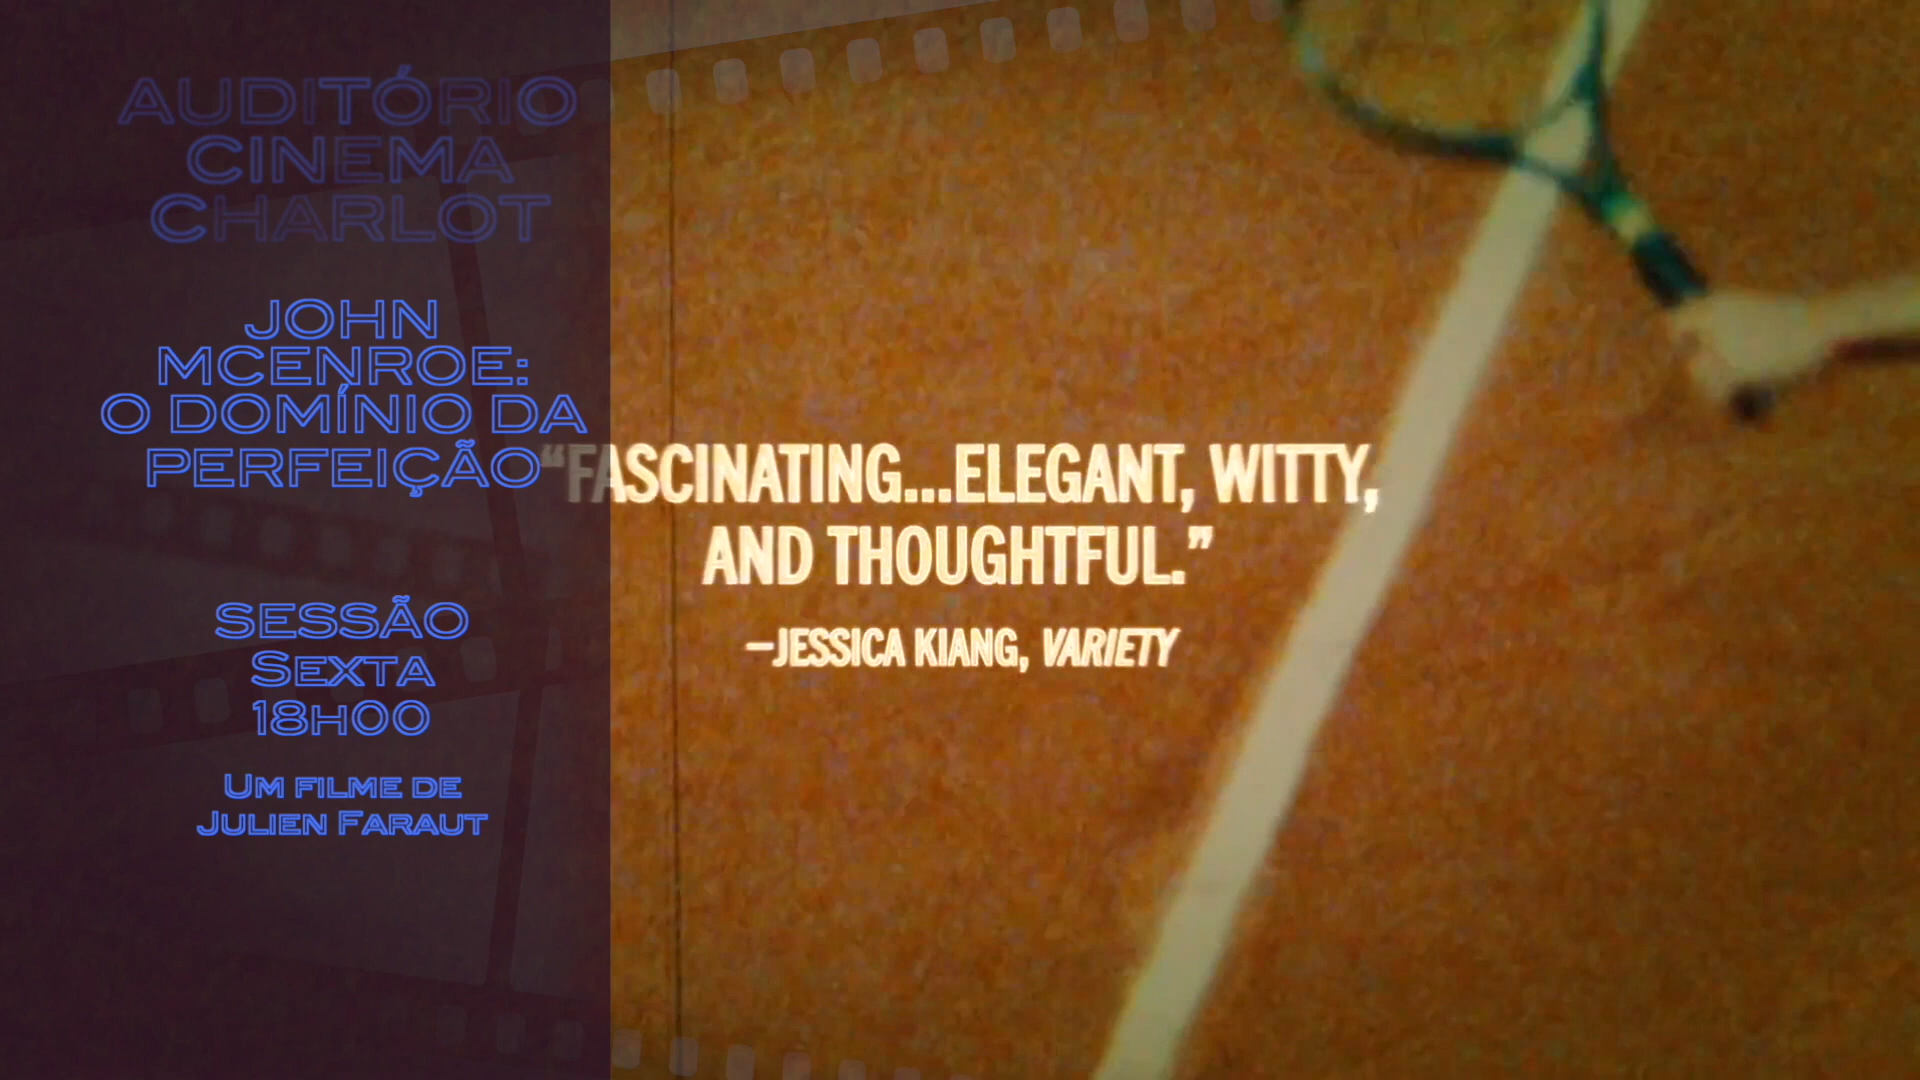 AUDITÓRIO
CINEMA
CHARLOT
JOHN
MCENROE:
O DOMÍNIO DA
PERFEIÇÃO
SESSÃO
SEXTA
18H00
UM FILME DE
JULIEN FARAUT
“FASCINATING...ELEGANT, WITTY,
AND THOUGHTFUL.”
–JESSICA KIANG, VARIETY